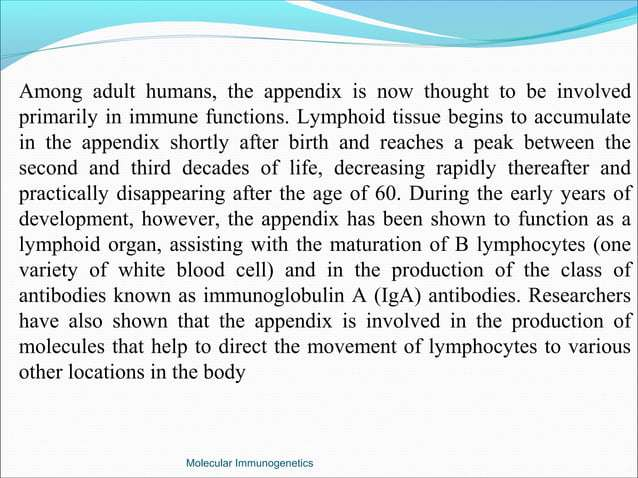 Among adult humans, the appendix is now thought to be involved
primarily in immune functions. Lymphoid tissue begins to accumulate
in the appendix shortly after birth and reaches a peak between the
second and third decades of life, decreasing rapidly thereafter and
practically disappearing after the age of 60. During the early years of
development, however, the appendix has been shown to function as a
lymphoid organ, assisting with the maturation of B lymphocytes (one
variety of white blood cell) and in the production of the class of
antibodies known as immunoglobulin A (IgA) antibodies. Researchers
have also shown that the appendix is involved in the production of
molecules that help to direct the movement of lymphocytes to various
other locations in the body
Molecular Immunogenetics